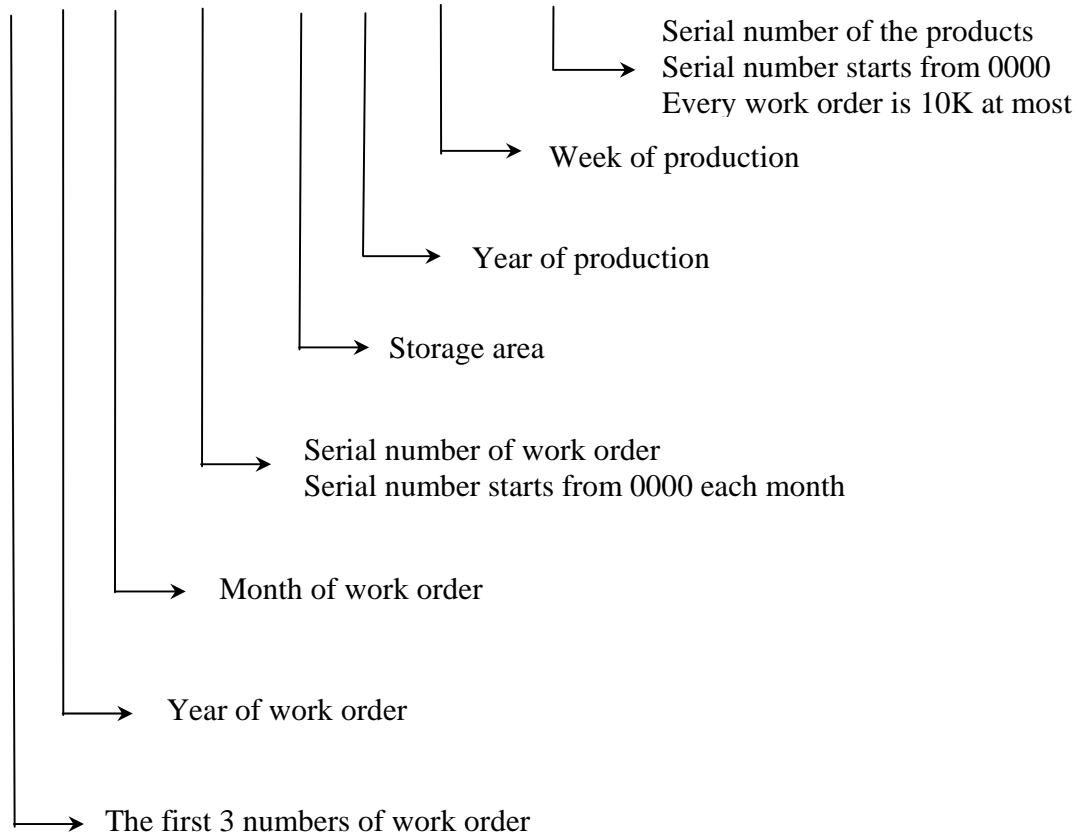 Serial number of the products
Serial number starts from 0000
Every work order is 10K at most
Week of production
Year of production
Storage area
Serial number of work order
Serial number starts from 0000 each month
Month of work order
Year of work order
The first 3 numbers of work order